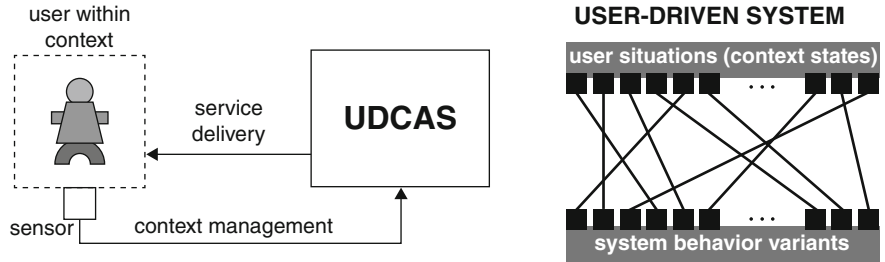 user within
context
service
delivery
UDCAS
sensor
context management
USER-DRIVEN SYSTEM
user situations (context states)
...
...
system behavior variants